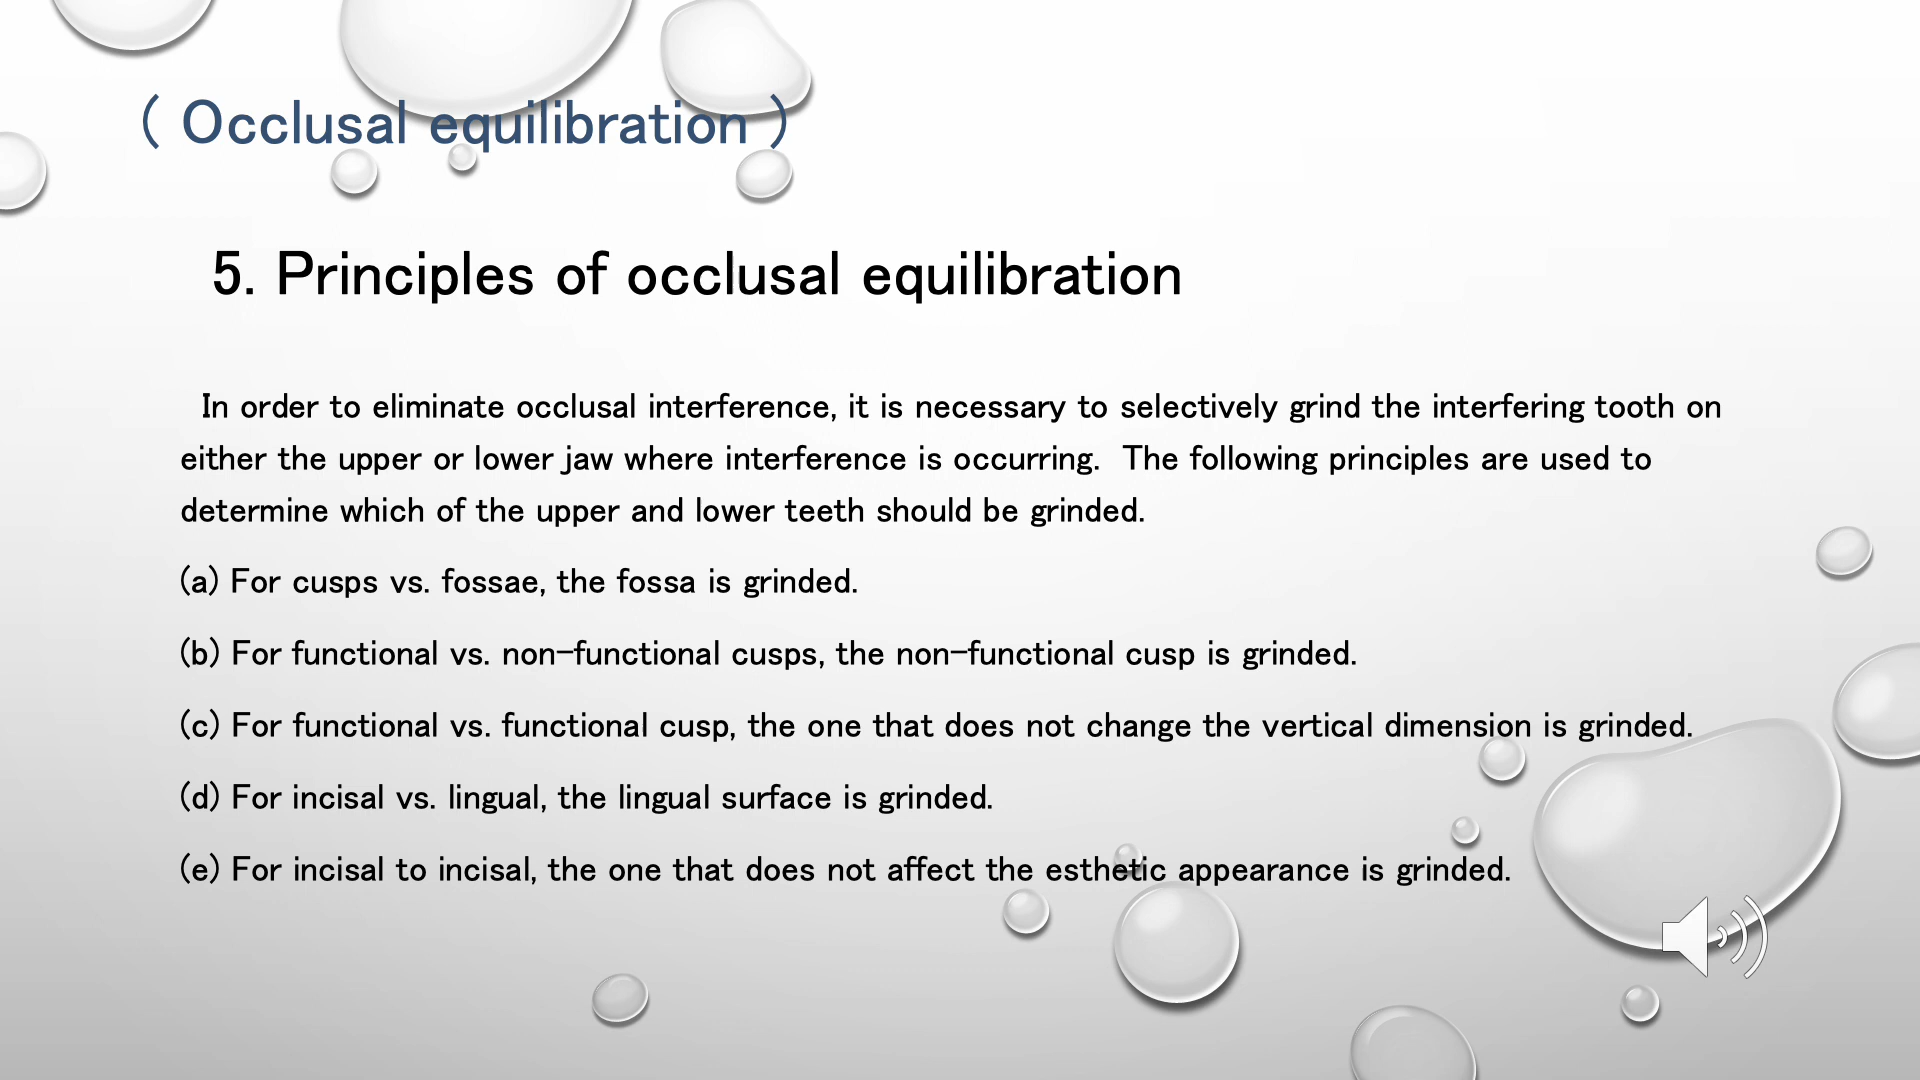 ( Occlusal equilibration )
5. Principles of occlusal equilibration
In order to eliminate occlusal interference, it is necessary to selectively grind the interfering tooth on
either the upper or lower jaw where interference is occurring.  The following principles are used to
determine which of the upper and lower teeth should be grinded.
(a) For cusps vs. fossae, the fossa is grinded.
(b) For functional vs. non-functional cusps, the non-functional cusp is grinded.
(c) For functional vs. functional cusp, the one that does not change the vertical dimension is grinded.
(d) For incisal vs. lingual, the lingual surface is grinded.
(e) For incisal to incisal, the one that does not affect the esthetic appearance is grinded.